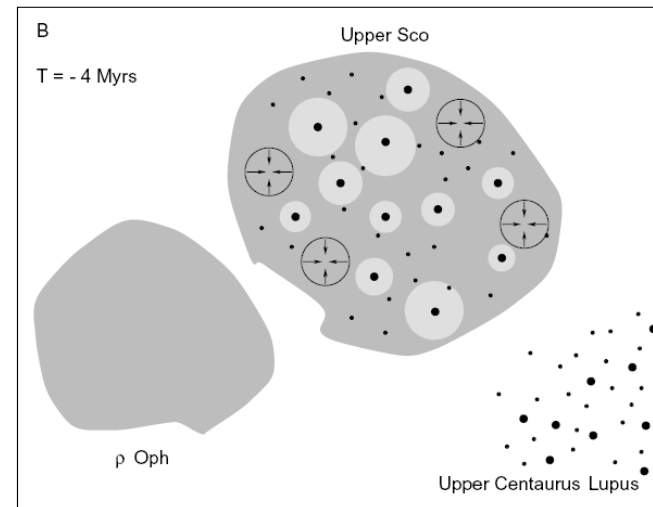 B
Upper Sco
T = - 4 Myrs
ρ Oph
Upper Centaurus Lupus